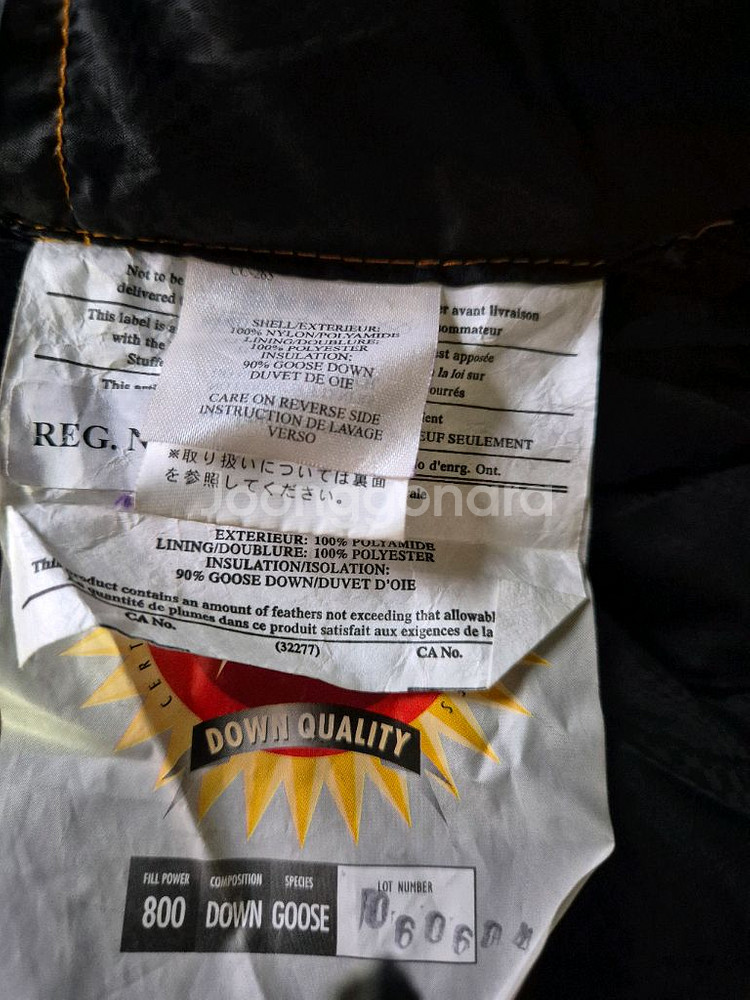 CC-285
Not to be
delivered
This label is a
with the
Stuff
This
REG. N
SHELL/EXTERIEUR:
100% NYLON/POLYAMIDE
LINING/DOUBLURE:
100% POLYESTER
INSULATION:
90% GOOSE DOWN
DUVET DE OIE
CARE ON REVERSE SIDE
INSTRUCTION DE LAVAGE
VERSO
※取り扱いについては裏面
を参照してください。
avant livraison
ommateur
st apposée
la loi sur
ourrés
UF SEULEMENT
o d'enrg. Ont.
Joonggonara
EXTERIEUR: 100% POLYAMIDE
LINING/DOUBLURE: 100% POLYESTER
INSULATION/ISOLATION:
90% GOOSE DOWN/DUVET D'OIE
product contains an amount of feathers not exceeding that allowabl
quantité de plumes dans ce produit satisfait aux exigences de la
CA No. (32277) CA No.
CERT
DOWN QUALITY
FILL POWER COMPOSITION SPECIES LOT NUMBER
800 DOWN GOOSE